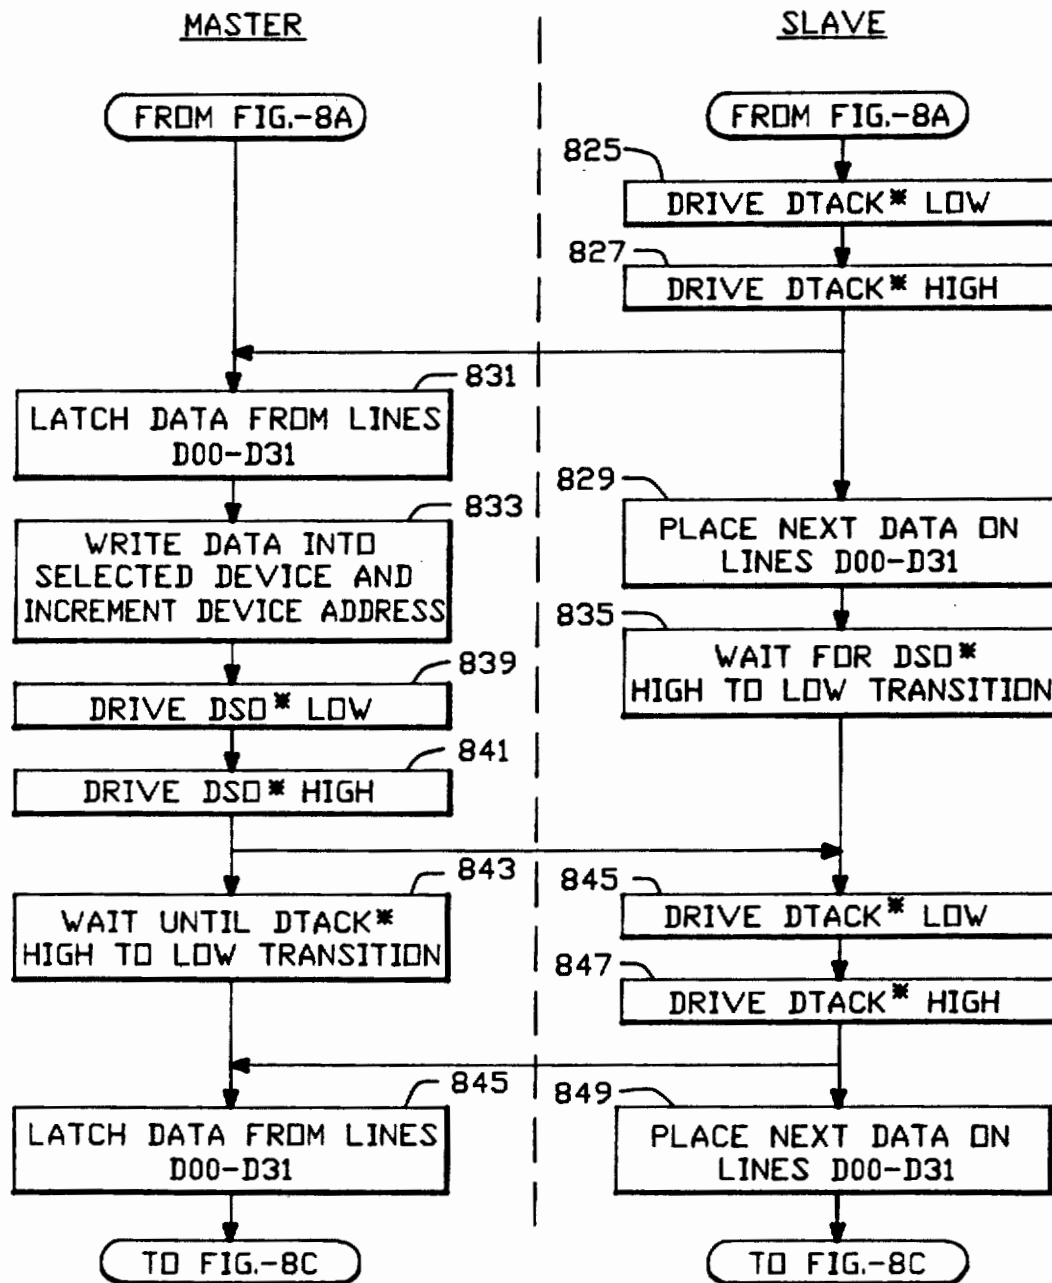 MASTER
SLAVE
FROM FIG.-8A
FROM FIG.-8A
825
DRIVE DTACK* LOW
827
DRIVE DTACK* HIGH
831
LATCH DATA FROM LINES
D00-D31
829
PLACE NEXT DATA ON
LINES D00-D31
833
WRITE DATA INTO
SELECTED DEVICE AND
INCREMENT DEVICE ADDRESS
835
WAIT FOR DS0*
HIGH TO LOW TRANSITION
839
DRIVE DS0* LOW
841
DRIVE DS0* HIGH
843
WAIT UNTIL DTACK*
HIGH TO LOW TRANSITION
845
DRIVE DTACK* LOW
847
DRIVE DTACK* HIGH
845
LATCH DATA FROM LINES
D00-D31
849
PLACE NEXT DATA ON
LINES D00-D31
TO FIG.-8C
TO FIG.-8C